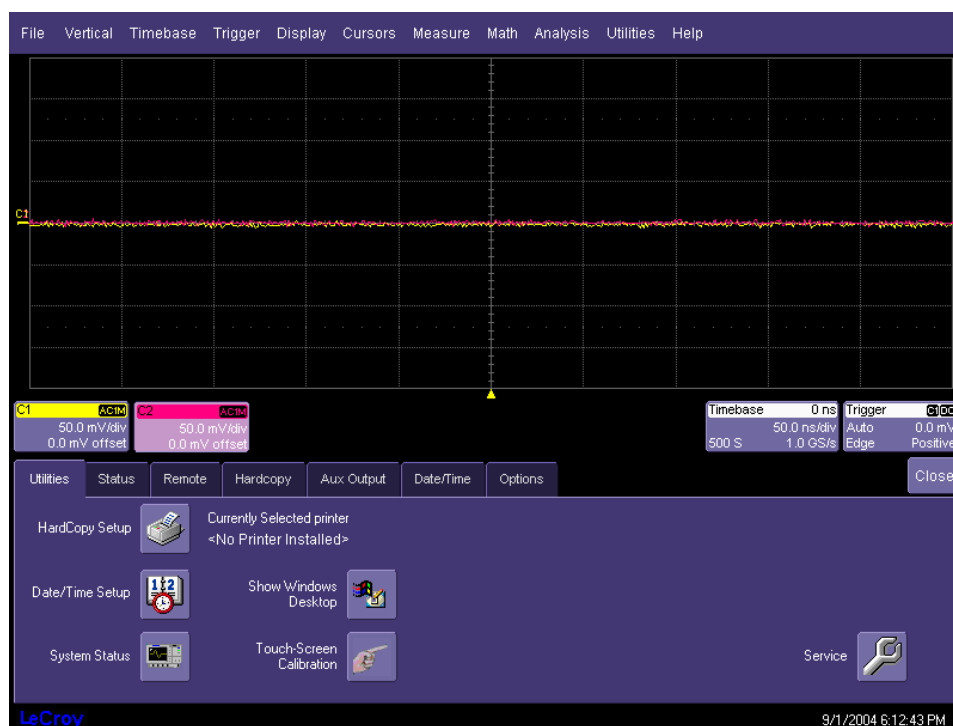 File Vertical Timebase Trigger Display Cursors Measure Math Analysis Utilities Help
C1
C1 AC1M C2 AC1M Timebase 0 ns Trigger C1 DC
50.0 mV/div 50.0 mV/div 50.0 ns/div Auto 0.0 mV
0.0 mV offset 0.0 mV offset 500 S 1.0 GS/s Edge Positive
Utilities Status Remote Hardcopy Aux Output Date/Time Options Close
HardCopy Setup Currently Selected printer
<No Printer Installed>
Date/Time Setup Show Windows
Desktop
System Status Touch-Screen
Calibration Service
LeCroy 9/1/2004 6:12:43 PM